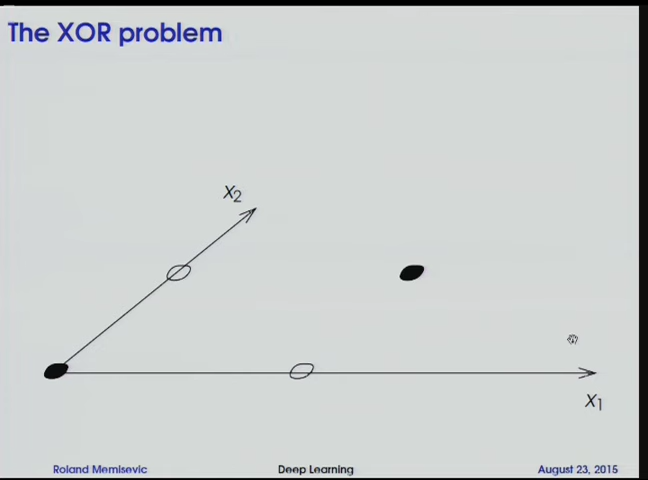 The XOR problem
x2
x1
Roland Memisevic Deep Learning August 23, 2015